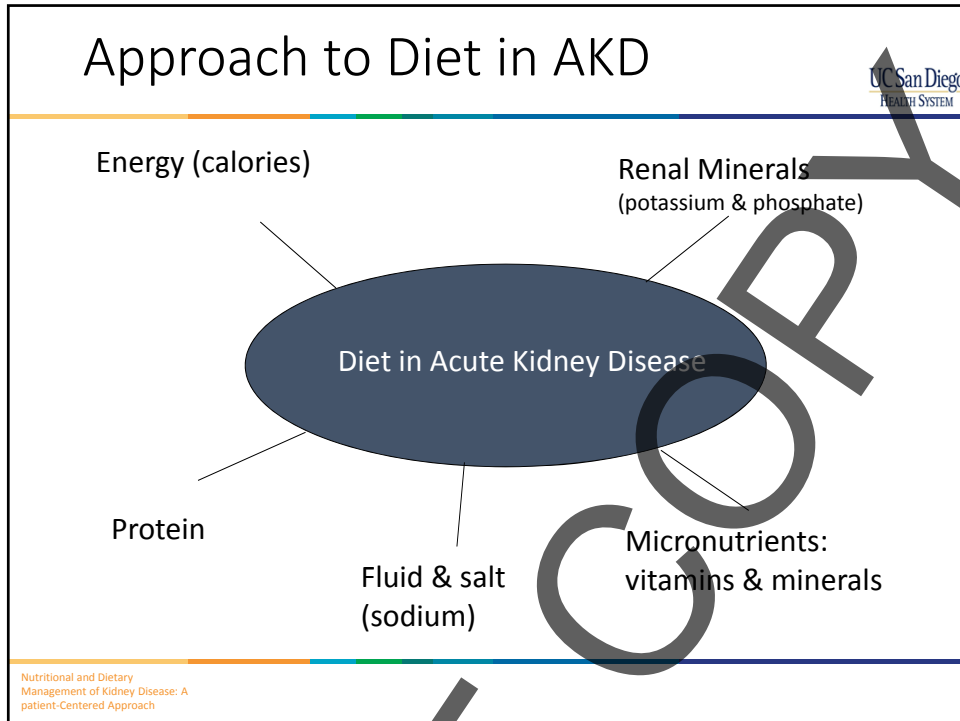 Approach to Diet in AKD
UC San Diego
HEALTH SYSTEM
Energy (calories)
Renal Minerals
(potassium & phosphate)
Diet in Acute Kidney Disease
Protein
Fluid & salt
(sodium)
Micronutrients:
vitamins & minerals
COPY
Nutritional and Dietary
Management of Kidney Disease: A
patient-Centered Approach